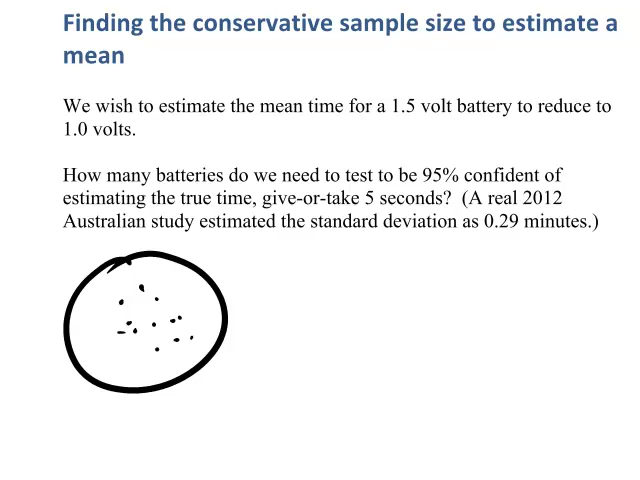 Finding the conservative sample size to estimate a
mean
We wish to estimate the mean time for a 1.5 volt battery to reduce to
1.0 volts.
How many batteries do we need to test to be 95% confident of
estimating the true time, give-or-take 5 seconds?  (A real 2012
Australian study estimated the standard deviation as 0.29 minutes.)